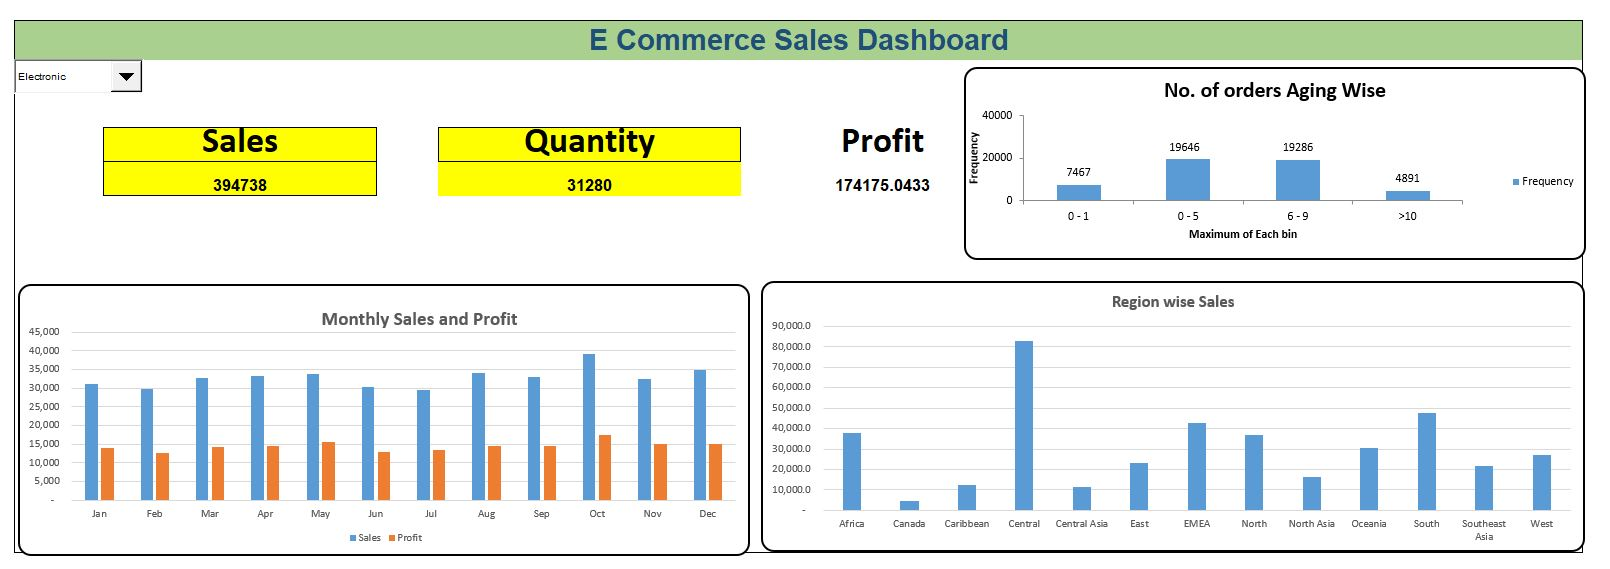 E Commerce Sales Dashboard
Electronic
Sales
394738
Quantity
31280
Profit
174175.0433
No. of orders Aging Wise
Frequency
40000
20000
0
7467
19646
19286
4891
0 - 1
0 - 5
6 - 9
>10
Maximum of Each bin
Frequency
Monthly Sales and Profit
45,000
40,000
35,000
30,000
25,000
20,000
15,000
10,000
5,000
-
Jan
Feb
Mar
Apr
May
Jun
Jul
Aug
Sep
Oct
Nov
Dec
Sales
Profit
Region wise Sales
90,000.0
80,000.0
70,000.0
60,000.0
50,000.0
40,000.0
30,000.0
20,000.0
10,000.0
-
Africa
Canada
Caribbean
Central
Central Asia
East
EMEA
North
North Asia
Oceania
South
Southeast
Asia
West